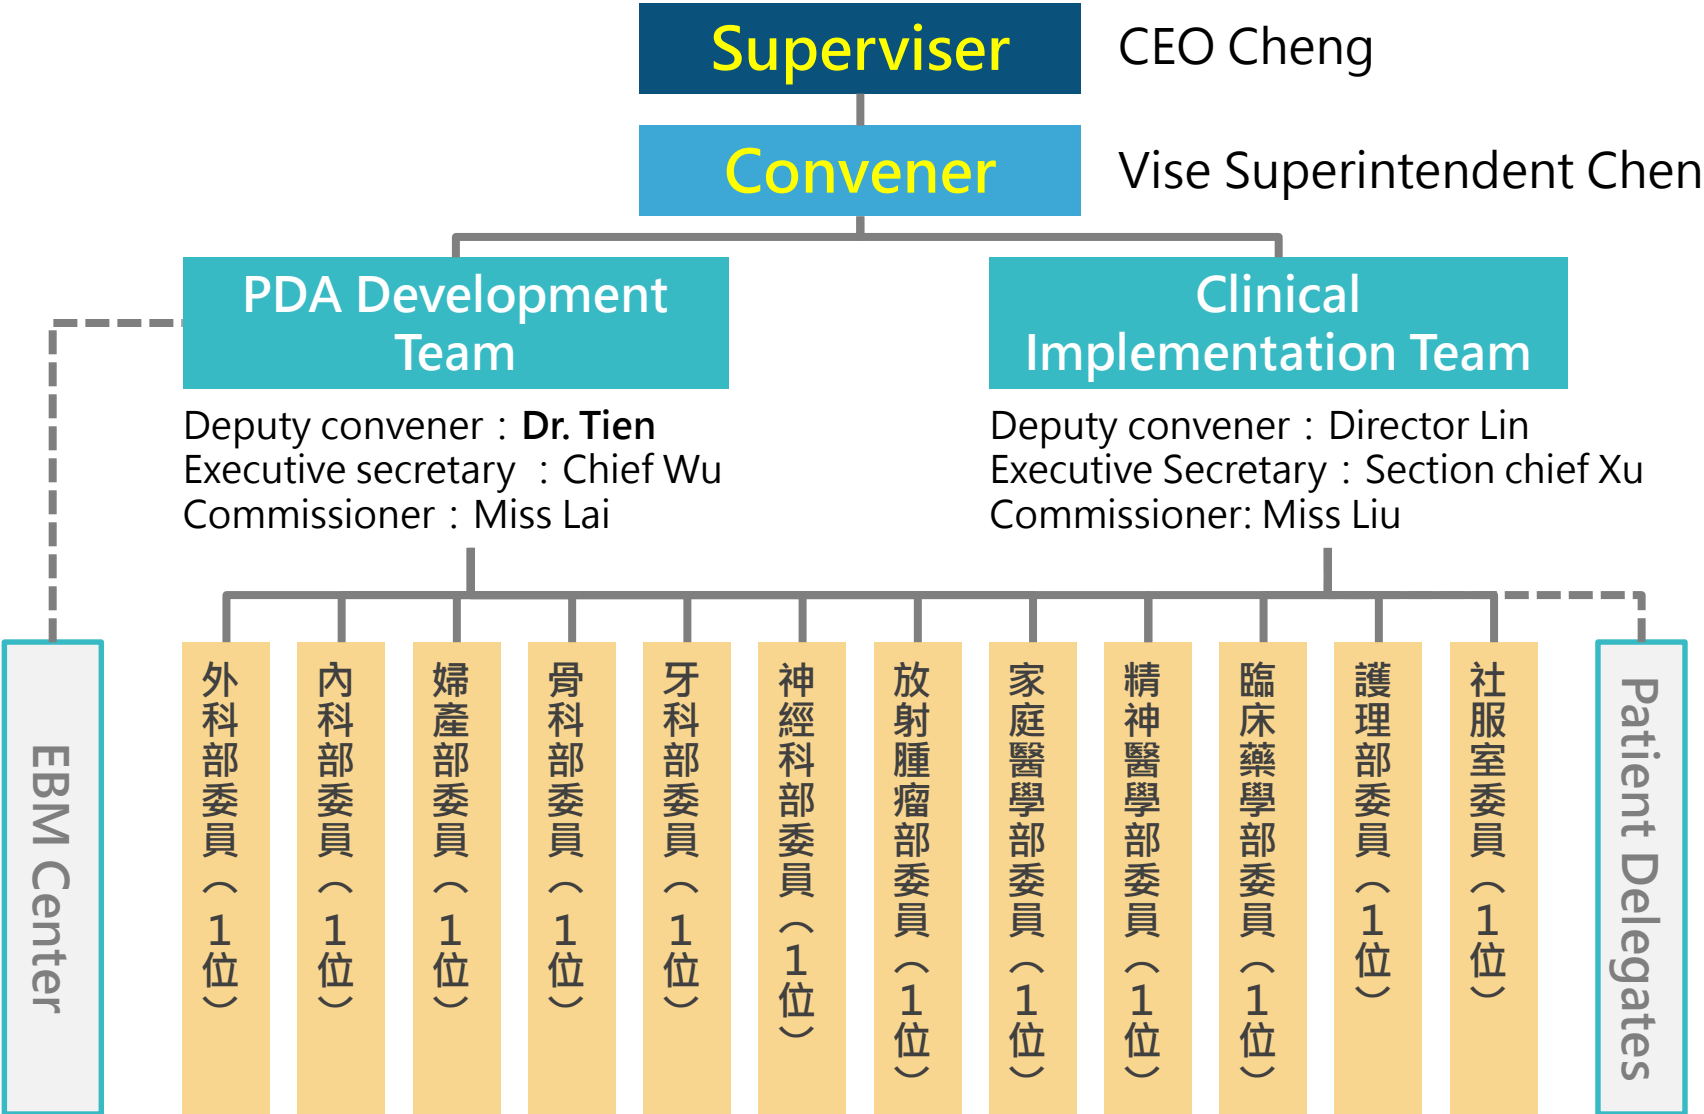 Superviser
CEO Cheng
Convener
Vise Superintendent Chen
PDA Development
Team
Clinical
Implementation Team
Deputy convener：Dr. Tien
Executive secretary ：Chief Wu
Commissioner：Miss Lai
Deputy convener：Director Lin
Executive Secretary：Section chief Xu
Commissioner: Miss Liu
EBM Center
外科部委員（1位）
內科部委員（1位）
婦產部委員（1位）
骨科部委員（1位）
牙科部委員（1位）
神經科部委員（1位）
放射腫瘤部委員（1位）
家庭醫學部委員（1位）
精神醫學部委員（1位）
臨床藥學部委員（1位）
護理部委員（1位）
社服室委員（1位）
Patient Delegates